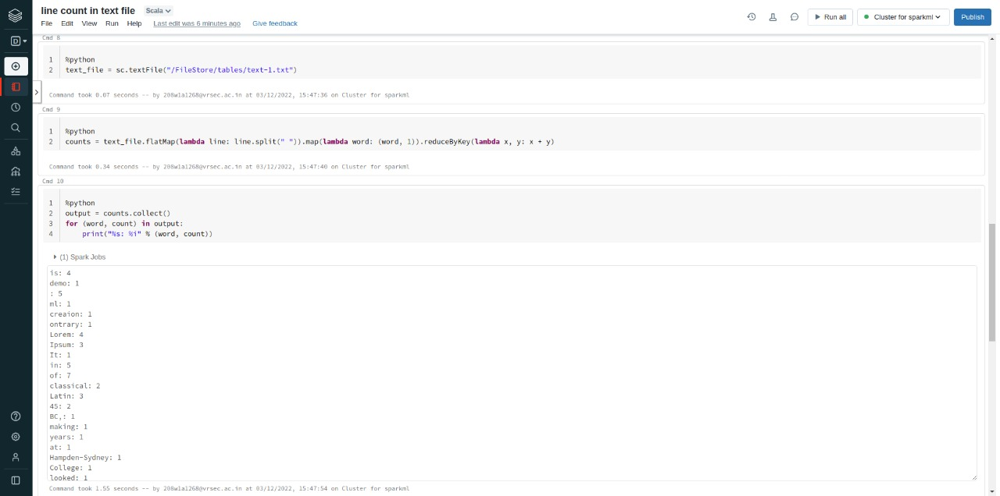 line count in text file Scala
File Edit View Run Help Last edit was 6 minutes ago Give feedback
Run all Cluster for sparkml Publish
D
Cmd 8
1 %python
2 text_file = sc.textFile("/FileStore/tables/text-1.txt")
Command took 0.07 seconds -- by 208w1a1268@vrsec.ac.in at 03/12/2022, 15:47:36 on Cluster for sparkml
Cmd 9
1 %python
2 counts = text_file.flatMap(lambda line: line.split(" ")).map(lambda word: (word, 1)).reduceByKey(lambda x, y: x + y)
Command took 0.34 seconds -- by 208w1a1268@vrsec.ac.in at 03/12/2022, 15:47:40 on Cluster for sparkml
Cmd 10
1 %python
2 output = counts.collect()
3 for (word, count) in output:
4     print("%s: %i" % (word, count))
(1) Spark Jobs
is: 4
demo: 1
: 5
ml: 1
creaion: 1
ontrary: 1
Lorem: 4
Ipsum: 3
It: 1
in: 5
of: 7
classical: 2
Latin: 3
45: 2
BC,: 1
making: 1
years: 1
at: 1
Hampden-Sydney: 1
College: 1
looked: 1
Command took 1.55 seconds -- by 208w1a1268@vrsec.ac.in at 03/12/2022, 15:47:54 on Cluster for sparkml